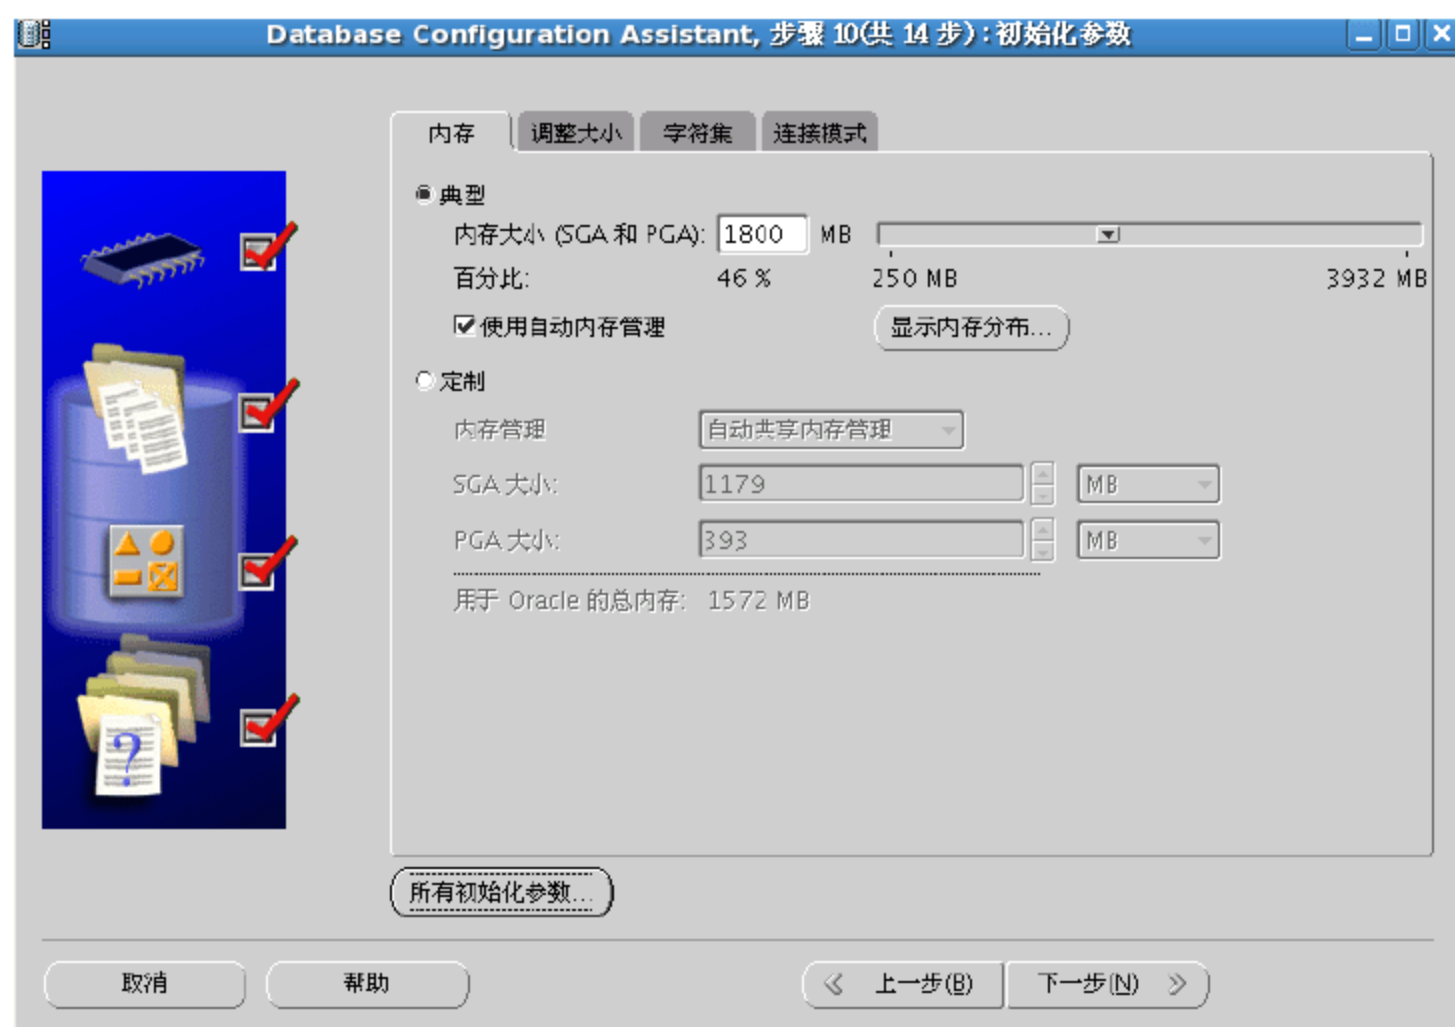 Database Configuration Assistant, 步骤 10(共 14 步):初始化参数
内存 调整大小 字符集 连接模式
典型
内存大小 (SGA 和 PGA): 1800 MB
百分比: 46 % 250 MB 3932 MB
使用自动内存管理 显示内存分布...
定制
内存管理 自动共享内存管理
SGA 大小: 1179 MB
PGA 大小: 393 MB
用于 Oracle 的总内存: 1572 MB
?
所有初始化参数...
取消 帮助 上一步(B) 下一步(N)